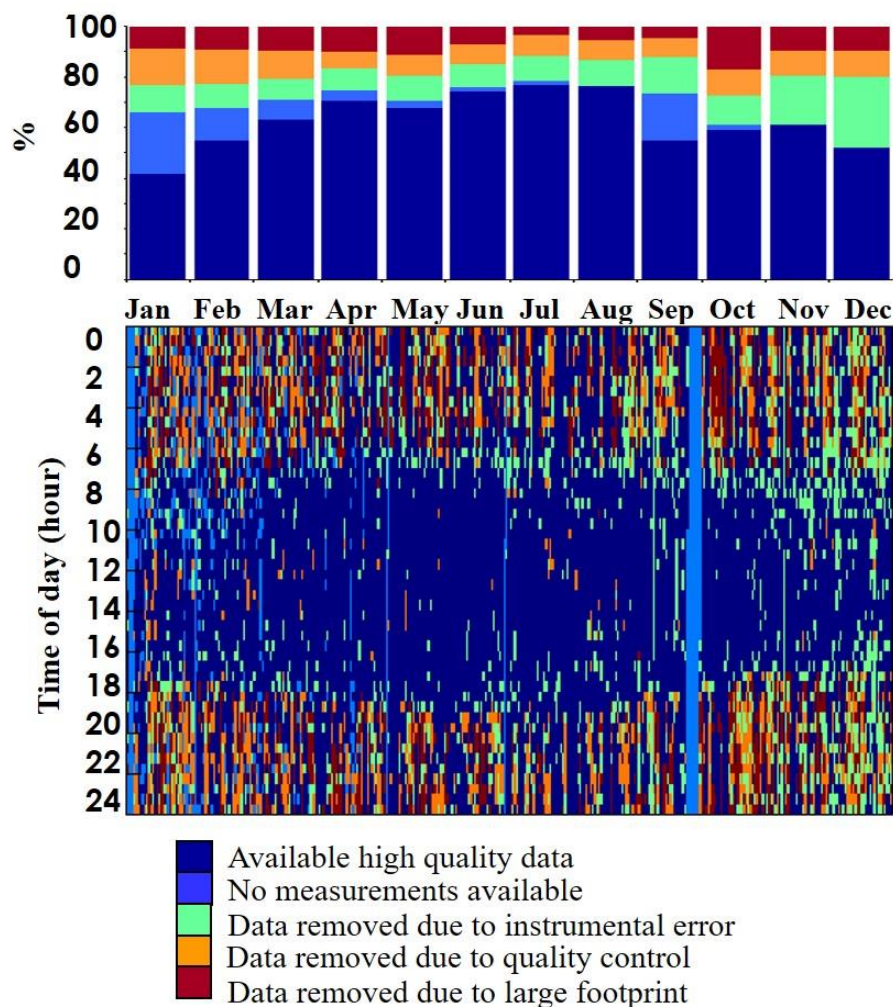 100
80
60
40
20
0
%
Jan Feb Mar Apr May Jun Jul Aug Sep Oct Nov Dec
0
2
4
6
8
10
12
14
16
18
20
22
24
Time of day (hour)
Available high quality data
No measurements available
Data removed due to instrumental error
Data removed due to quality control
Data removed due to large footprint